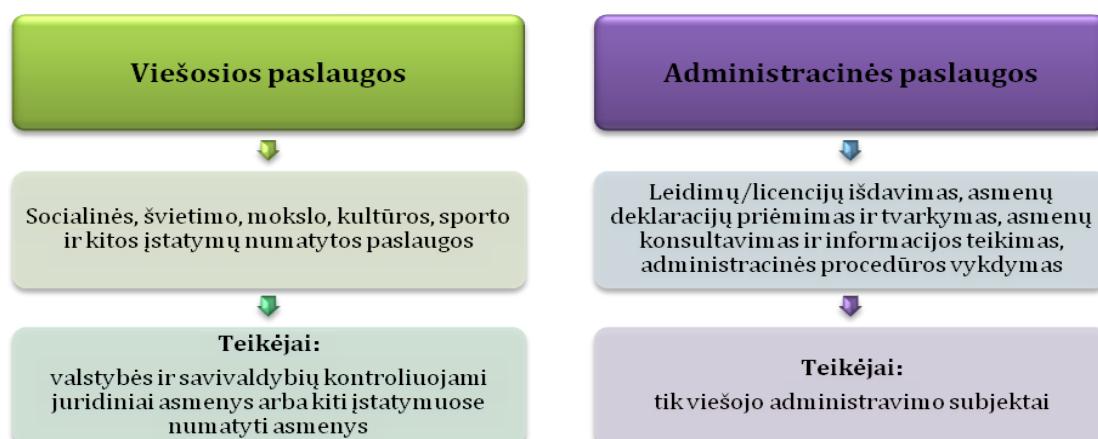 Viešosios paslaugos
Socialinės, švietimo, mokslo, kultūros, sporto
ir kitos įstatymų numatytos paslaugos
Teikėjai:
valstybės ir savivaldybių kontroliuojami
juridiniai asmenys arba kiti įstatymuose
numatyti asmenys
Administracinės paslaugos
Leidimų/licencijų išdavimas, asmenų
deklaracijų priėmimas ir tvarkymas, asmenų
konsultavimas ir informacijos teikimas,
administracinės procedūros vykdymas
Teikėjai:
tik viešojo administravimo subjektai